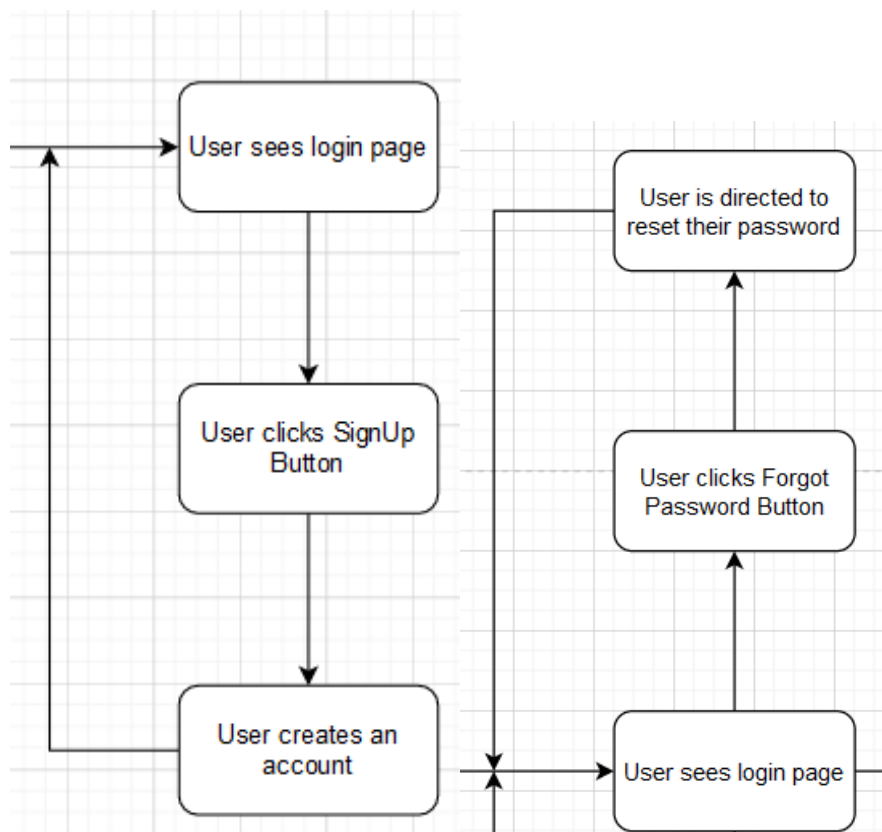 User sees login page
User clicks SignUp
Button
User creates an
account
User is directed to
reset their password
User clicks Forgot
Password Button
User sees login page